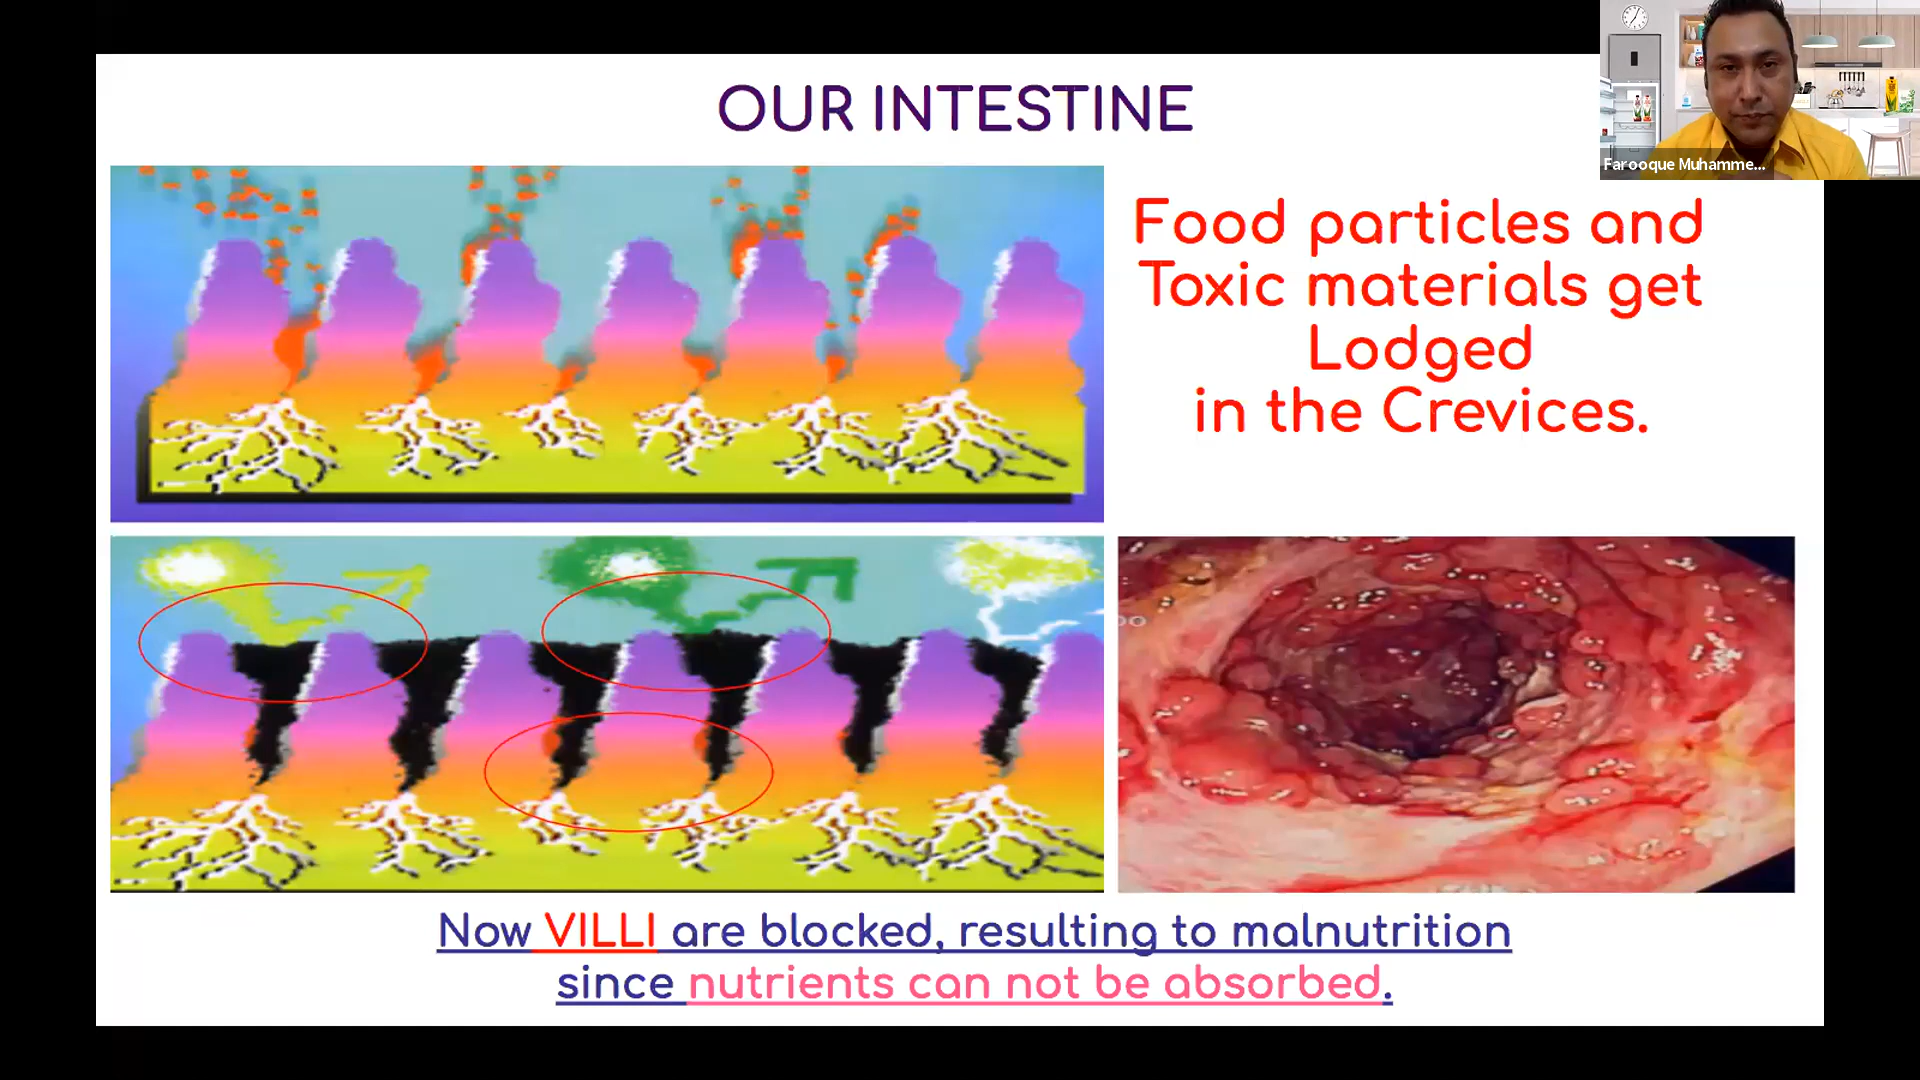 OUR INTESTINE
Farooque Muhamme...
Food particles and
Toxic materials get
Lodged
in the Crevices.
Now VILLI are blocked, resulting to malnutrition
since nutrients can not be absorbed.